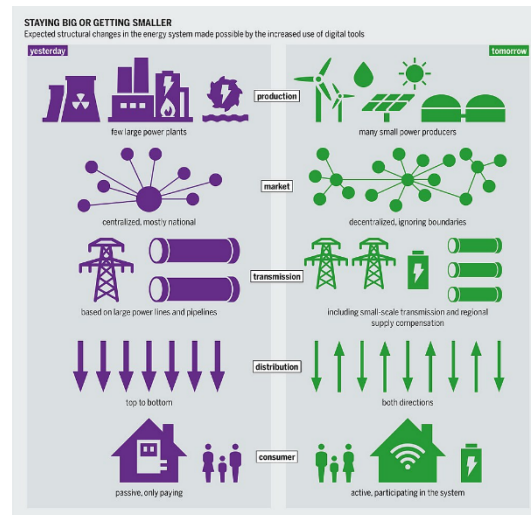 STAYING BIG OR GETTING SMALLER
Expected structural changes in the energy system made possible by the increased use of digital tools
yesterday
tomorrow
production
few large power plants
many small power producers
market
centralized, mostly national
decentralized, ignoring boundaries
transmission
based on large power lines and pipelines
including small-scale transmission and regional
supply compensation
distribution
top to bottom
both directions
consumer
passive, only paying
active, participating in the system